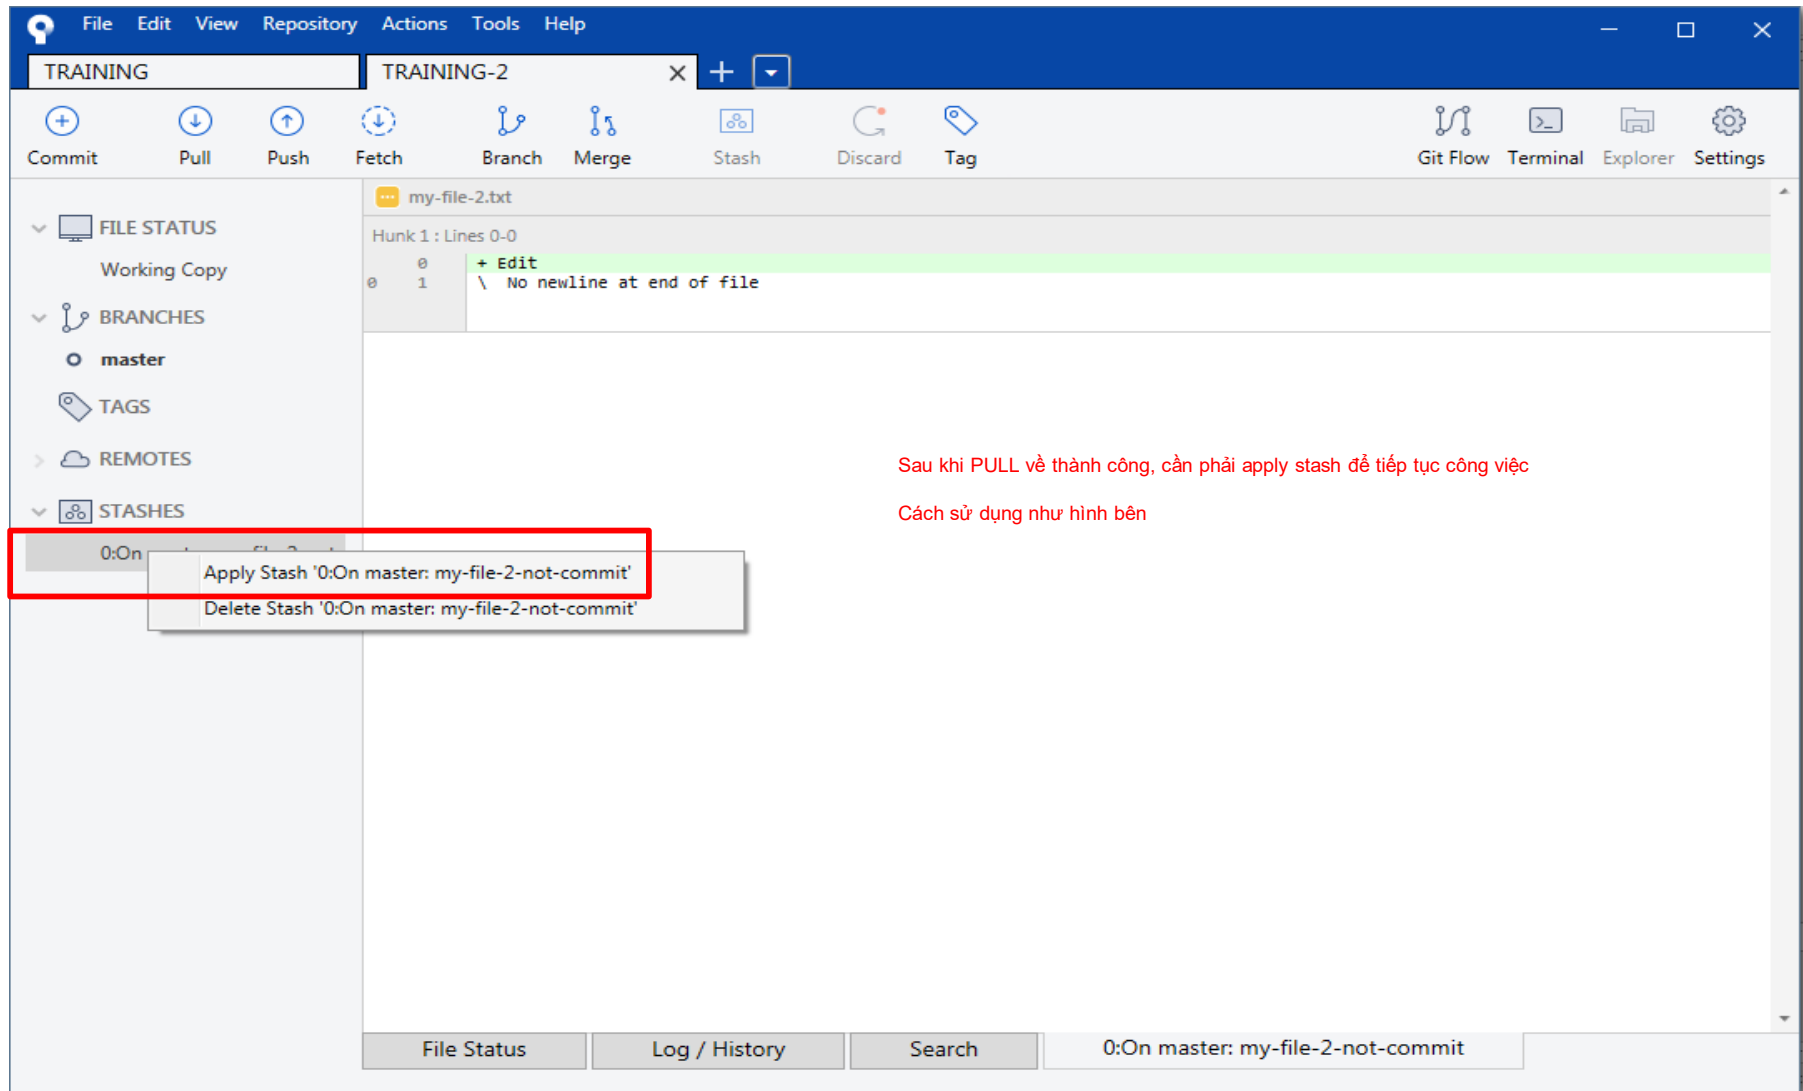 File Edit View Repository Actions Tools Help
TRAINING
TRAINING-2
Commit Pull Push Fetch Branch Merge Stash Discard Tag Git Flow Terminal Explorer Settings
FILE STATUS
Working Copy
BRANCHES
master
TAGS
REMOTES
STASHES
0:On
Apply Stash '0:On master: my-file-2-not-commit'
Delete Stash '0:On master: my-file-2-not-commit'
my-file-2.txt
Hunk 1 : Lines 0-0
0 + Edit
0 1 \ No newline at end of file
Sau khi PULL về thành công, cần phải apply stash để tiếp tục công việc
Cách sử dụng như hình bên
File Status Log / History Search 0:On master: my-file-2-not-commit